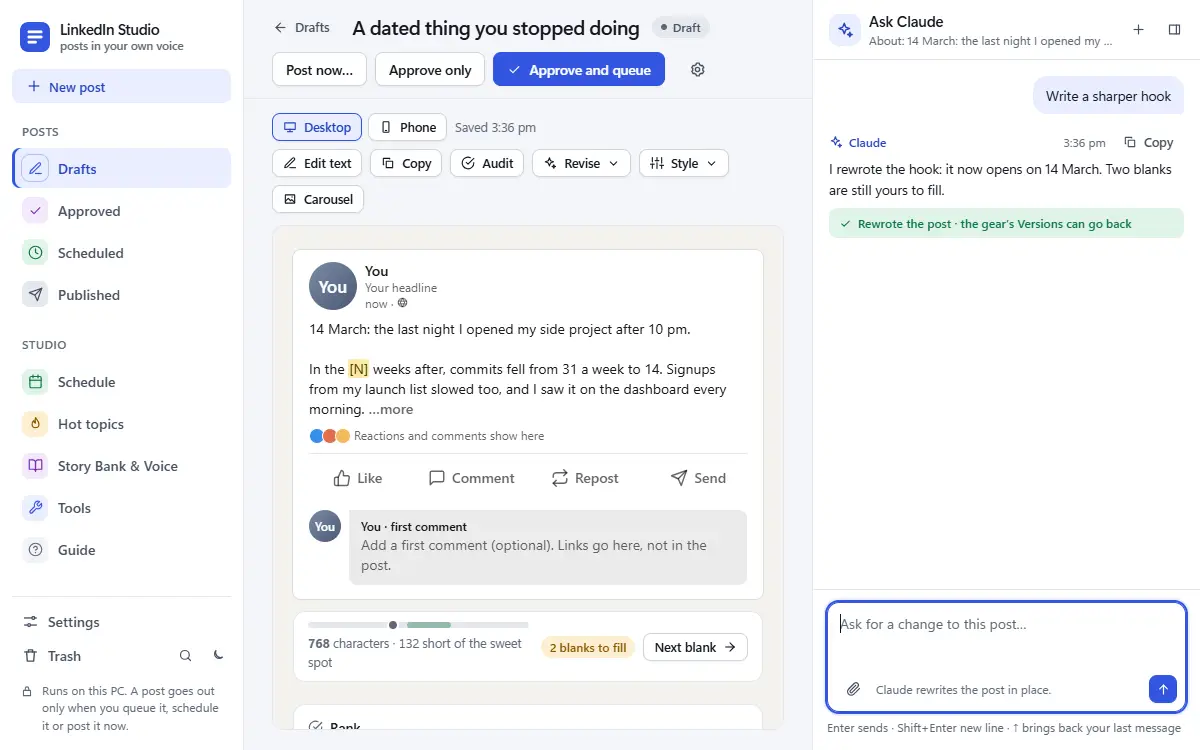 LinkedIn Studio
posts in your own voice
New post
POSTS
Drafts
Approved
Scheduled
Published
STUDIO
Schedule
Hot topics
Story Bank & Voice
Tools
Guide
Settings
Trash
Runs on this PC. A post goes out
only when you queue it, schedule
it or post it now.
Drafts
A dated thing you stopped doing
Draft
Post now...
Approve only
Approve and queue
Desktop
Phone
Saved 3:36 pm
Edit text
Copy
Audit
Revise
Style
Carousel
You
You
Your headline
now ·
14 March: the last night I opened my side project after 10 pm.
In the [N] weeks after, commits fell from 31 a week to 14. Signups
from my launch list slowed too, and I saw it on the dashboard every
morning. ...more
Reactions and comments show here
Like
Comment
Repost
Send
You
You · first comment
Add a first comment (optional). Links go here, not in the
post.
768 characters · 132 short of the sweet
spot
2 blanks to fill
Next blank
Rank
Ask Claude
About: 14 March: the last night I opened my ...
Write a sharper hook
Claude
3:36 pm
Copy
I rewrote the hook: it now opens on 14 March. Two blanks
are still yours to fill.
Rewrote the post · the gear's Versions can go back
Ask for a change to this post...
Claude rewrites the post in place.
Enter sends · Shift+Enter new line · ↑ brings back your last message